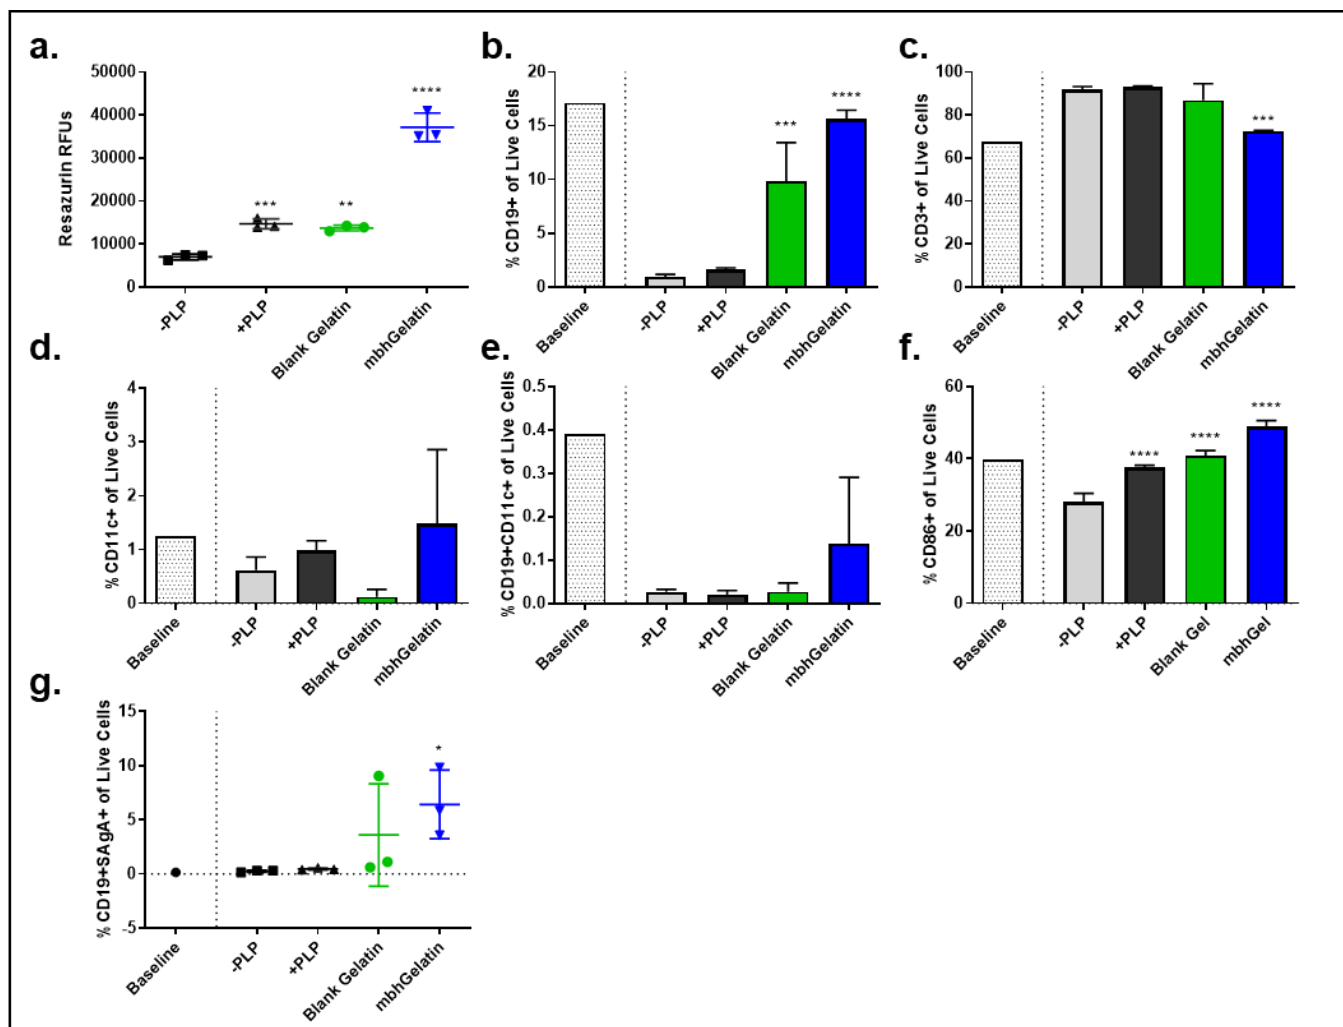 a.
Resazurin RFUs
50000
40000
30000
20000
10000
0
***
**
****
-PLP
+PLP
Blank Gelatin
mbhGelatin
b.
% CD19+ of Live Cells
20
15
10
5
0
***
****
Baseline
-PLP
+PLP
Blank Gelatin
mbhGelatin
c.
% CD3+ of Live Cells
100
80
60
40
20
0
***
Baseline
-PLP
+PLP
Blank Gelatin
mbhGelatin
d.
% CD11c+ of Live Cells
4
3
2
1
0
Baseline
-PLP
+PLP
Blank Gelatin
mbhGelatin
e.
% CD19+CD11c+ of Live Cells
0.5
0.4
0.3
0.2
0.1
0.0
Baseline
-PLP
+PLP
Blank Gelatin
mbhGelatin
f.
% CD86+ of Live Cells
60
40
20
0
****
****
****
Baseline
-PLP
+PLP
Blank Gel
mbhGel
g.
% CD19+SAgA+ of Live Cells
15
10
5
0
-5
*
Baseline
-PLP
+PLP
Blank Gelatin
mbhGelatin